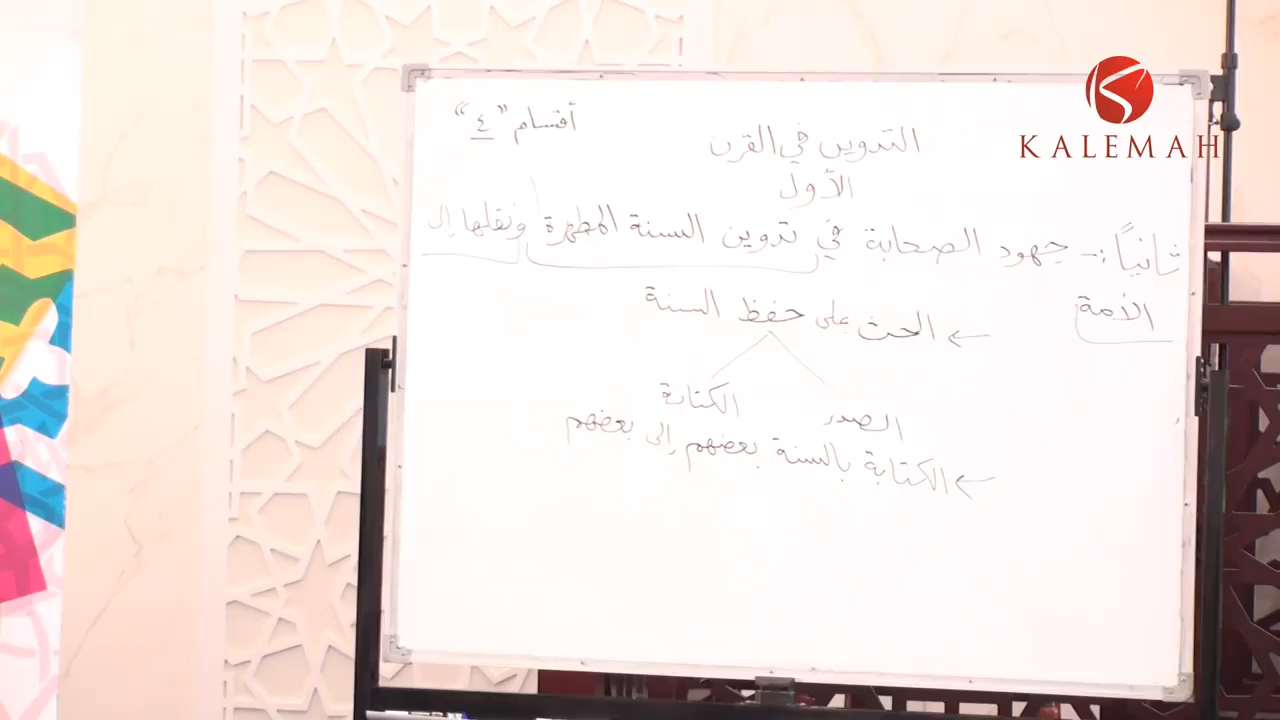 KALEMAH
أقسام "٤"
التدوين في القرن
الأول
ثانياً :- جهود الصحابة في تدوين السنة المطهرة ونقلها إلى
الأمة
← الحث على حفظ السنة
الصدر الكتابة
← الكتابة بالسنة بعضهم إلى بعضهم